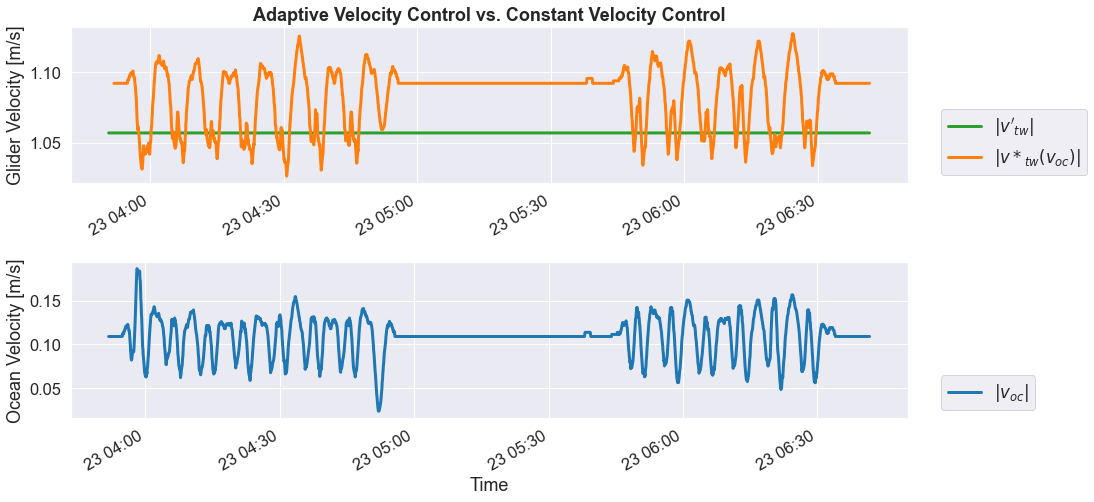 Adaptive Velocity Control vs. Constant Velocity Control
Glider Velocity [m/s]
1.10
1.05
23 04:00
23 04:30
23 05:00
23 05:30
23 06:00
23 06:30
|v′tw|
|v*tw(voc)|
Ocean Velocity [m/s]
0.15
0.10
0.05
23 04:00
23 04:30
23 05:00
23 05:30
23 06:00
23 06:30
Time
|voc|